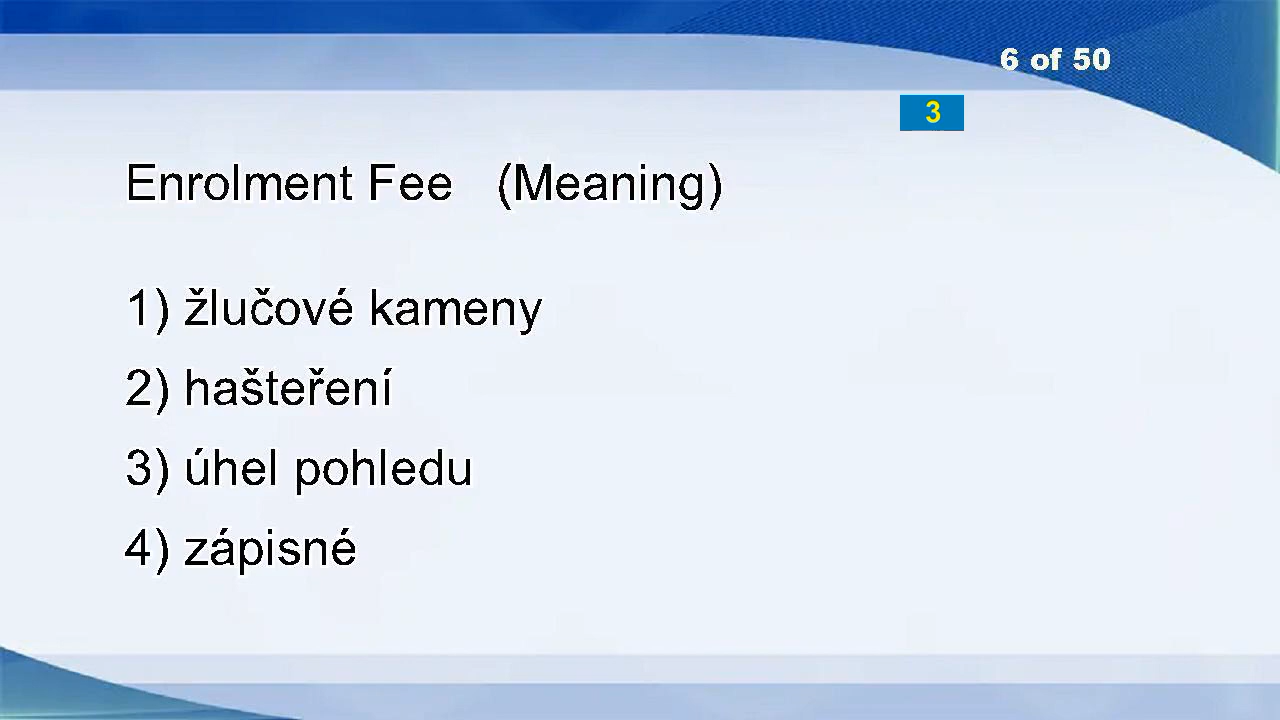 6 of 50
3
Enrolment Fee (Meaning)
1) žlučové kameny
2) hašteření
3) úhel pohledu
4) zápisné